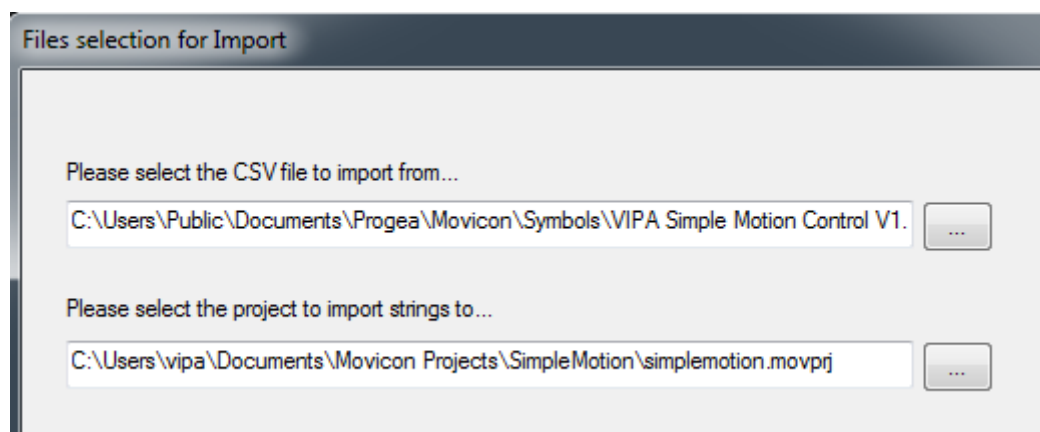 Files selection for Import
Please select the CSV file to import from...
C:\Users\Public\Documents\Progea\Movicon\Symbols\VIPA Simple Motion Control V1.
...
Please select the project to import strings to...
C:\Users\vipa\Documents\Movicon Projects\SimpleMotion\simplemotion.movprj
...